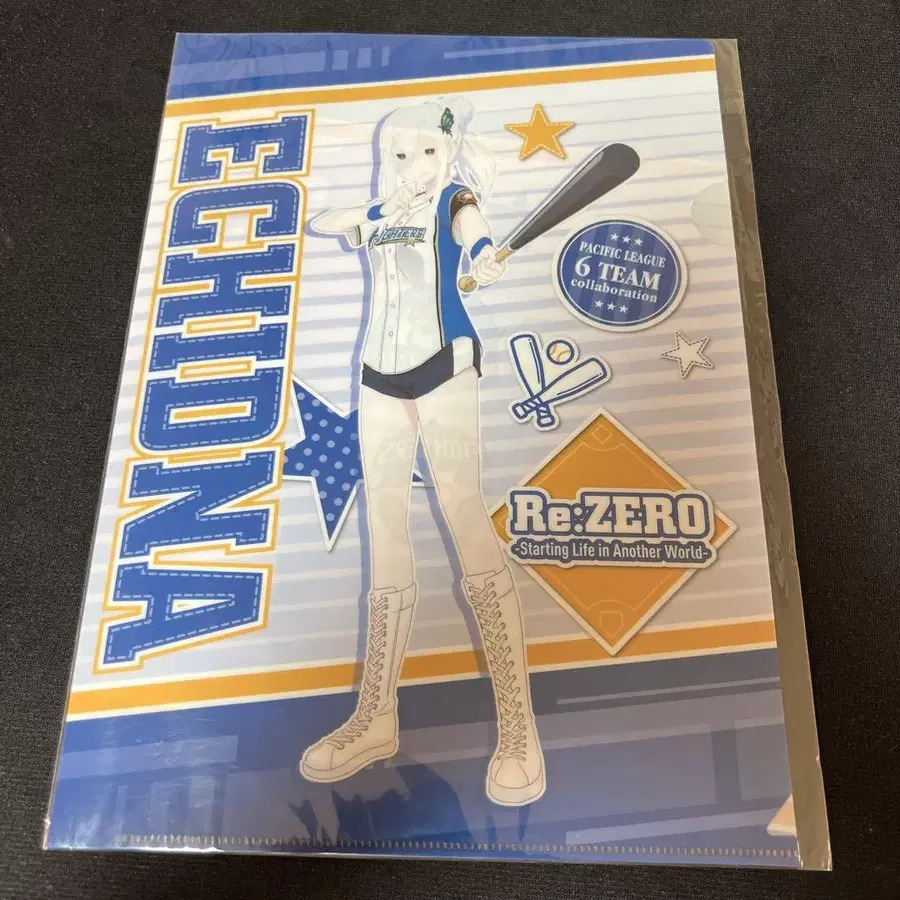 ECHIDNA
FIGHTERS
PACIFIC LEAGUE
6 TEAM
collaboration
Re:ZERO
-Starting Life in Another World-